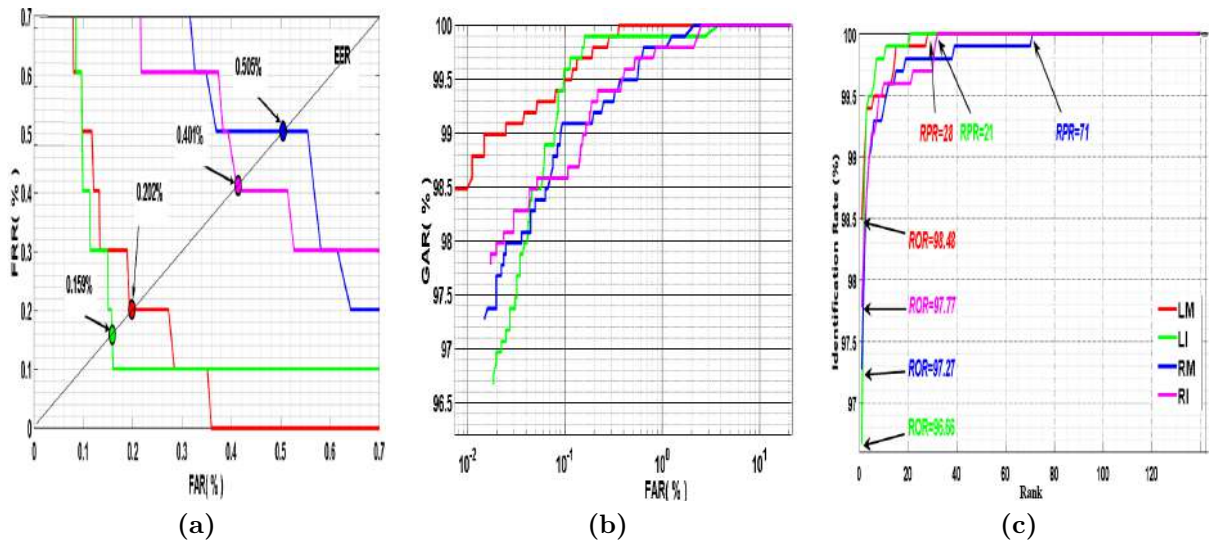 0.7
0.6
0.5
0.4
0.3
0.2
0.1
0
FRR( %)
0 0.1 0.2 0.3 0.4 0.5 0.6 0.7
FAR( %)
EER
0.505%
0.401%
0.202%
0.159%
(a)
100
99.5
99
98.5
98
97.5
97
96.5
GAR( %)
10-2 10-1 100 101
FAR( %)
(b)
100
99.5
99
98.5
98
97.5
97
Identification Rate (%)
RPR=28 RPR=21 RPR=71
ROR=98.48
ROR=97.77
ROR=97.27
ROR=96.66
LM
LI
RM
RI
0 20 40 60 80 100 120
Rank
(c)